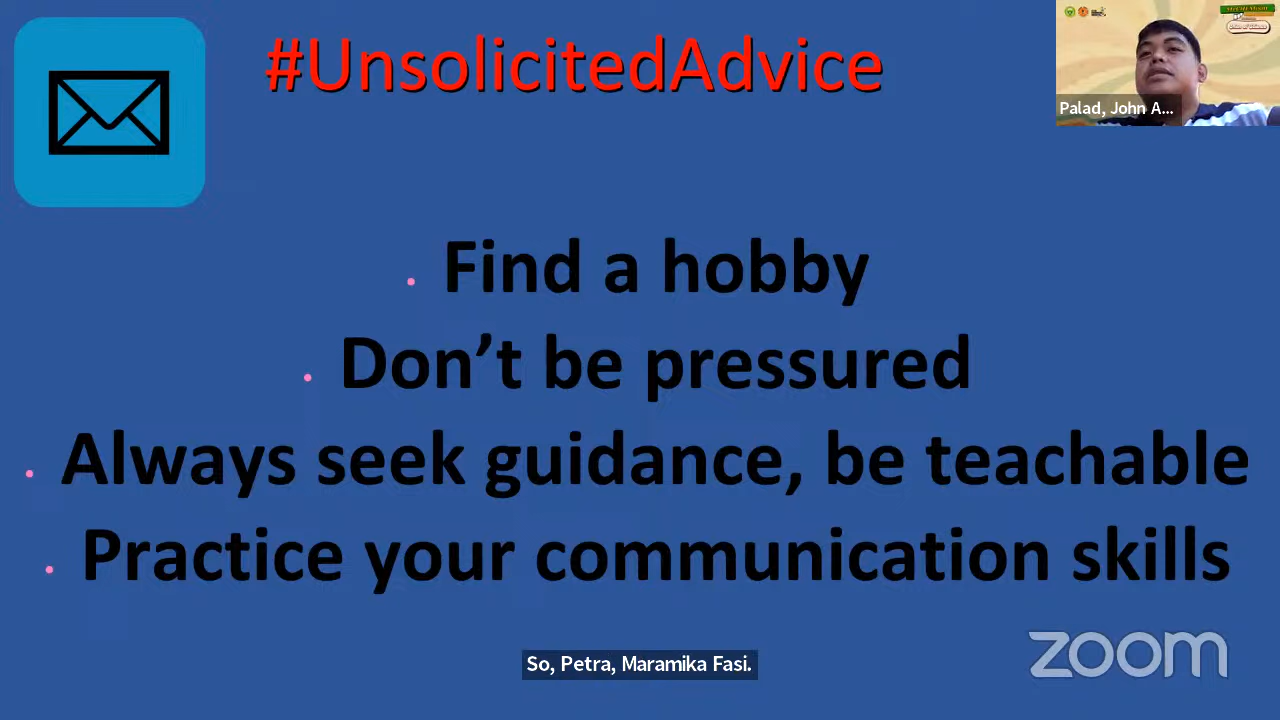 #UnsolicitedAdvice
Palad, John A...
Find a hobby
Don’t be pressured
Always seek guidance, be teachable
Practice your communication skills
So, Petra, Maramika Fasi.
zoom